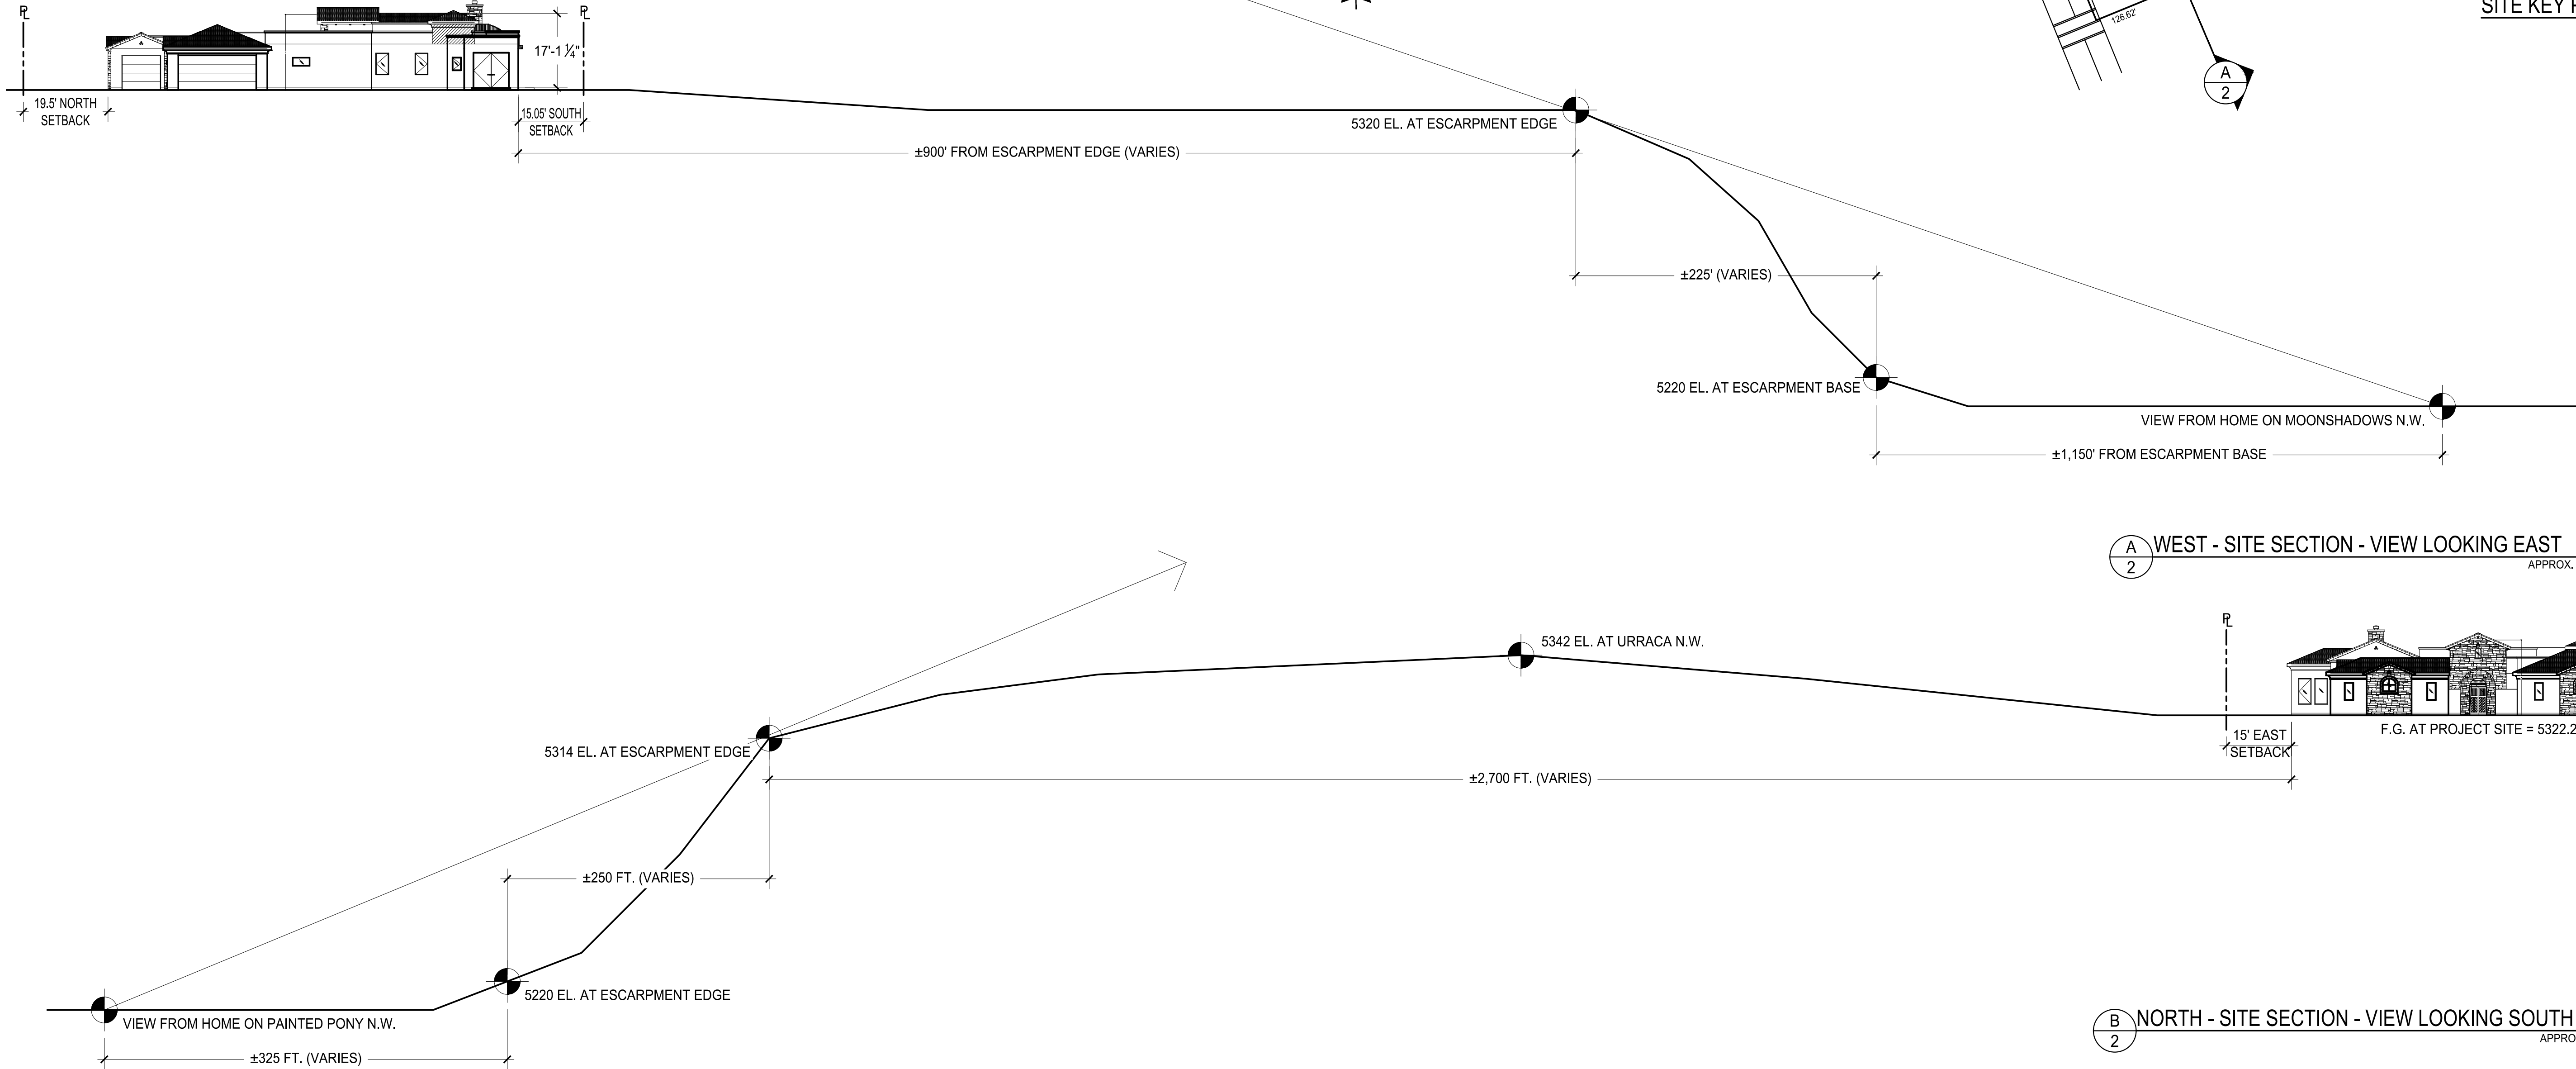 SITE KEY
126.62'
A
2
PL
PL
17'-1 1/4"
19.5' NORTH
SETBACK
15.05' SOUTH
SETBACK
5320 EL. AT ESCARPMENT EDGE
±900' FROM ESCARPMENT EDGE (VARIES)
±225' (VARIES)
5220 EL. AT ESCARPMENT BASE
VIEW FROM HOME ON MOONSHADOWS N.W.
±1,150' FROM ESCARPMENT BASE
A
2
WEST - SITE SECTION - VIEW LOOKING EAST
APPROX.
PL
5342 EL. AT URRACA N.W.
5314 EL. AT ESCARPMENT EDGE
F.G. AT PROJECT SITE = 5322.2
15' EAST
SETBACK
±2,700 FT. (VARIES)
±250 FT. (VARIES)
5220 EL. AT ESCARPMENT EDGE
VIEW FROM HOME ON PAINTED PONY N.W.
±325 FT. (VARIES)
B
2
NORTH - SITE SECTION - VIEW LOOKING SOUTH